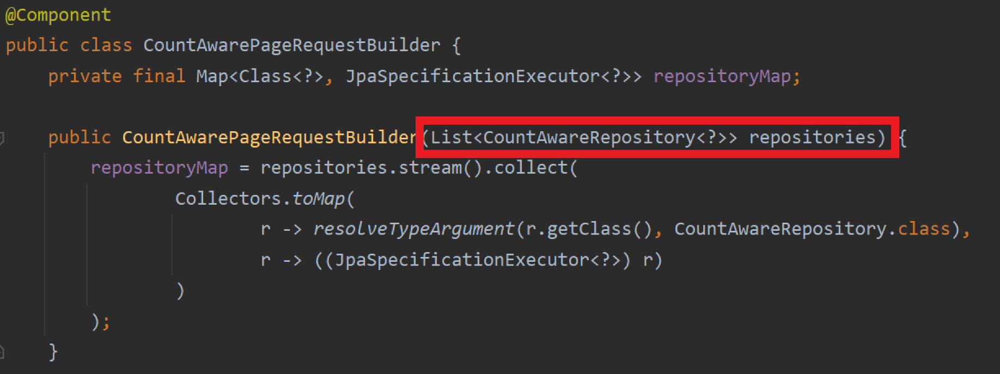 @Component
public class CountAwarePageRequestBuilder {
private final Map<Class<?>, JpaSpecificationExecutor<?>> repositoryMap;
public CountAwarePageRequestBuilder(List<CountAwareRepository<?>> repositories) {
repositoryMap = repositories.stream().collect(
Collectors.toMap(
r -> resolveTypeArgument(r.getClass(), CountAwareRepository.class),
r -> ((JpaSpecificationExecutor<?>) r)
)
);
}